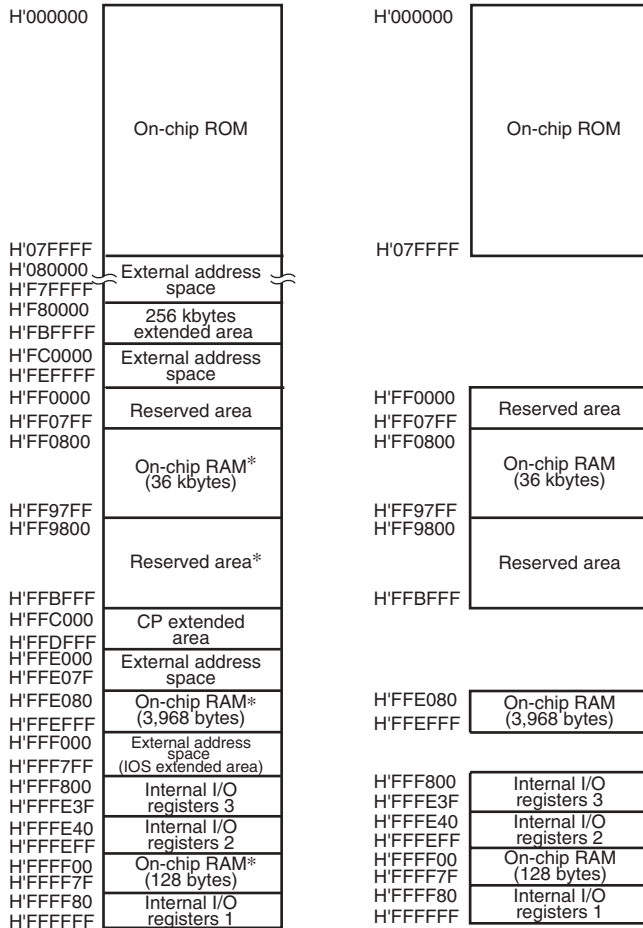 H'000000
On-chip ROM
H'07FFFF
H'080000
External address
space
H'F7FFFF
H'F80000
256 kbytes
extended area
H'FBFFFF
H'FC0000
External address
space
H'FEFFFF
H'FF0000
Reserved area
H'FF07FF
H'FF0800
On-chip RAM*
(36 kbytes)
H'FF97FF
H'FF9800
Reserved area*
H'FFBFFF
H'FFC000
CP extended
area
H'FFDFFF
H'FFE000
External address
space
H'FFE07F
H'FFE080
On-chip RAM*
(3,968 bytes)
H'FFEFFF
H'FFF000
External address
space
(IOS extended area)
H'FFF7FF
H'FFF800
Internal I/O
registers 3
H'FFFE3F
H'FFFE40
Internal I/O
registers 2
H'FFFEFF
H'FFFF00
On-chip RAM*
(128 bytes)
H'FFFF7F
H'FFFF80
Internal I/O
registers 1
H'FFFFFF
H'000000
On-chip ROM
H'07FFFF
H'FF0000
Reserved area
H'FF07FF
H'FF0800
On-chip RAM
(36 kbytes)
H'FF97FF
H'FF9800
Reserved area
H'FFBFFF
H'FFE080
On-chip RAM
(3,968 bytes)
H'FFEFFF
H'FFF800
Internal I/O
registers 3
H'FFFE3F
H'FFFE40
Internal I/O
registers 2
H'FFFEFF
H'FFFF00
On-chip RAM
(128 bytes)
H'FFFF7F
H'FFFF80
Internal I/O
registers 1
H'FFFFFF